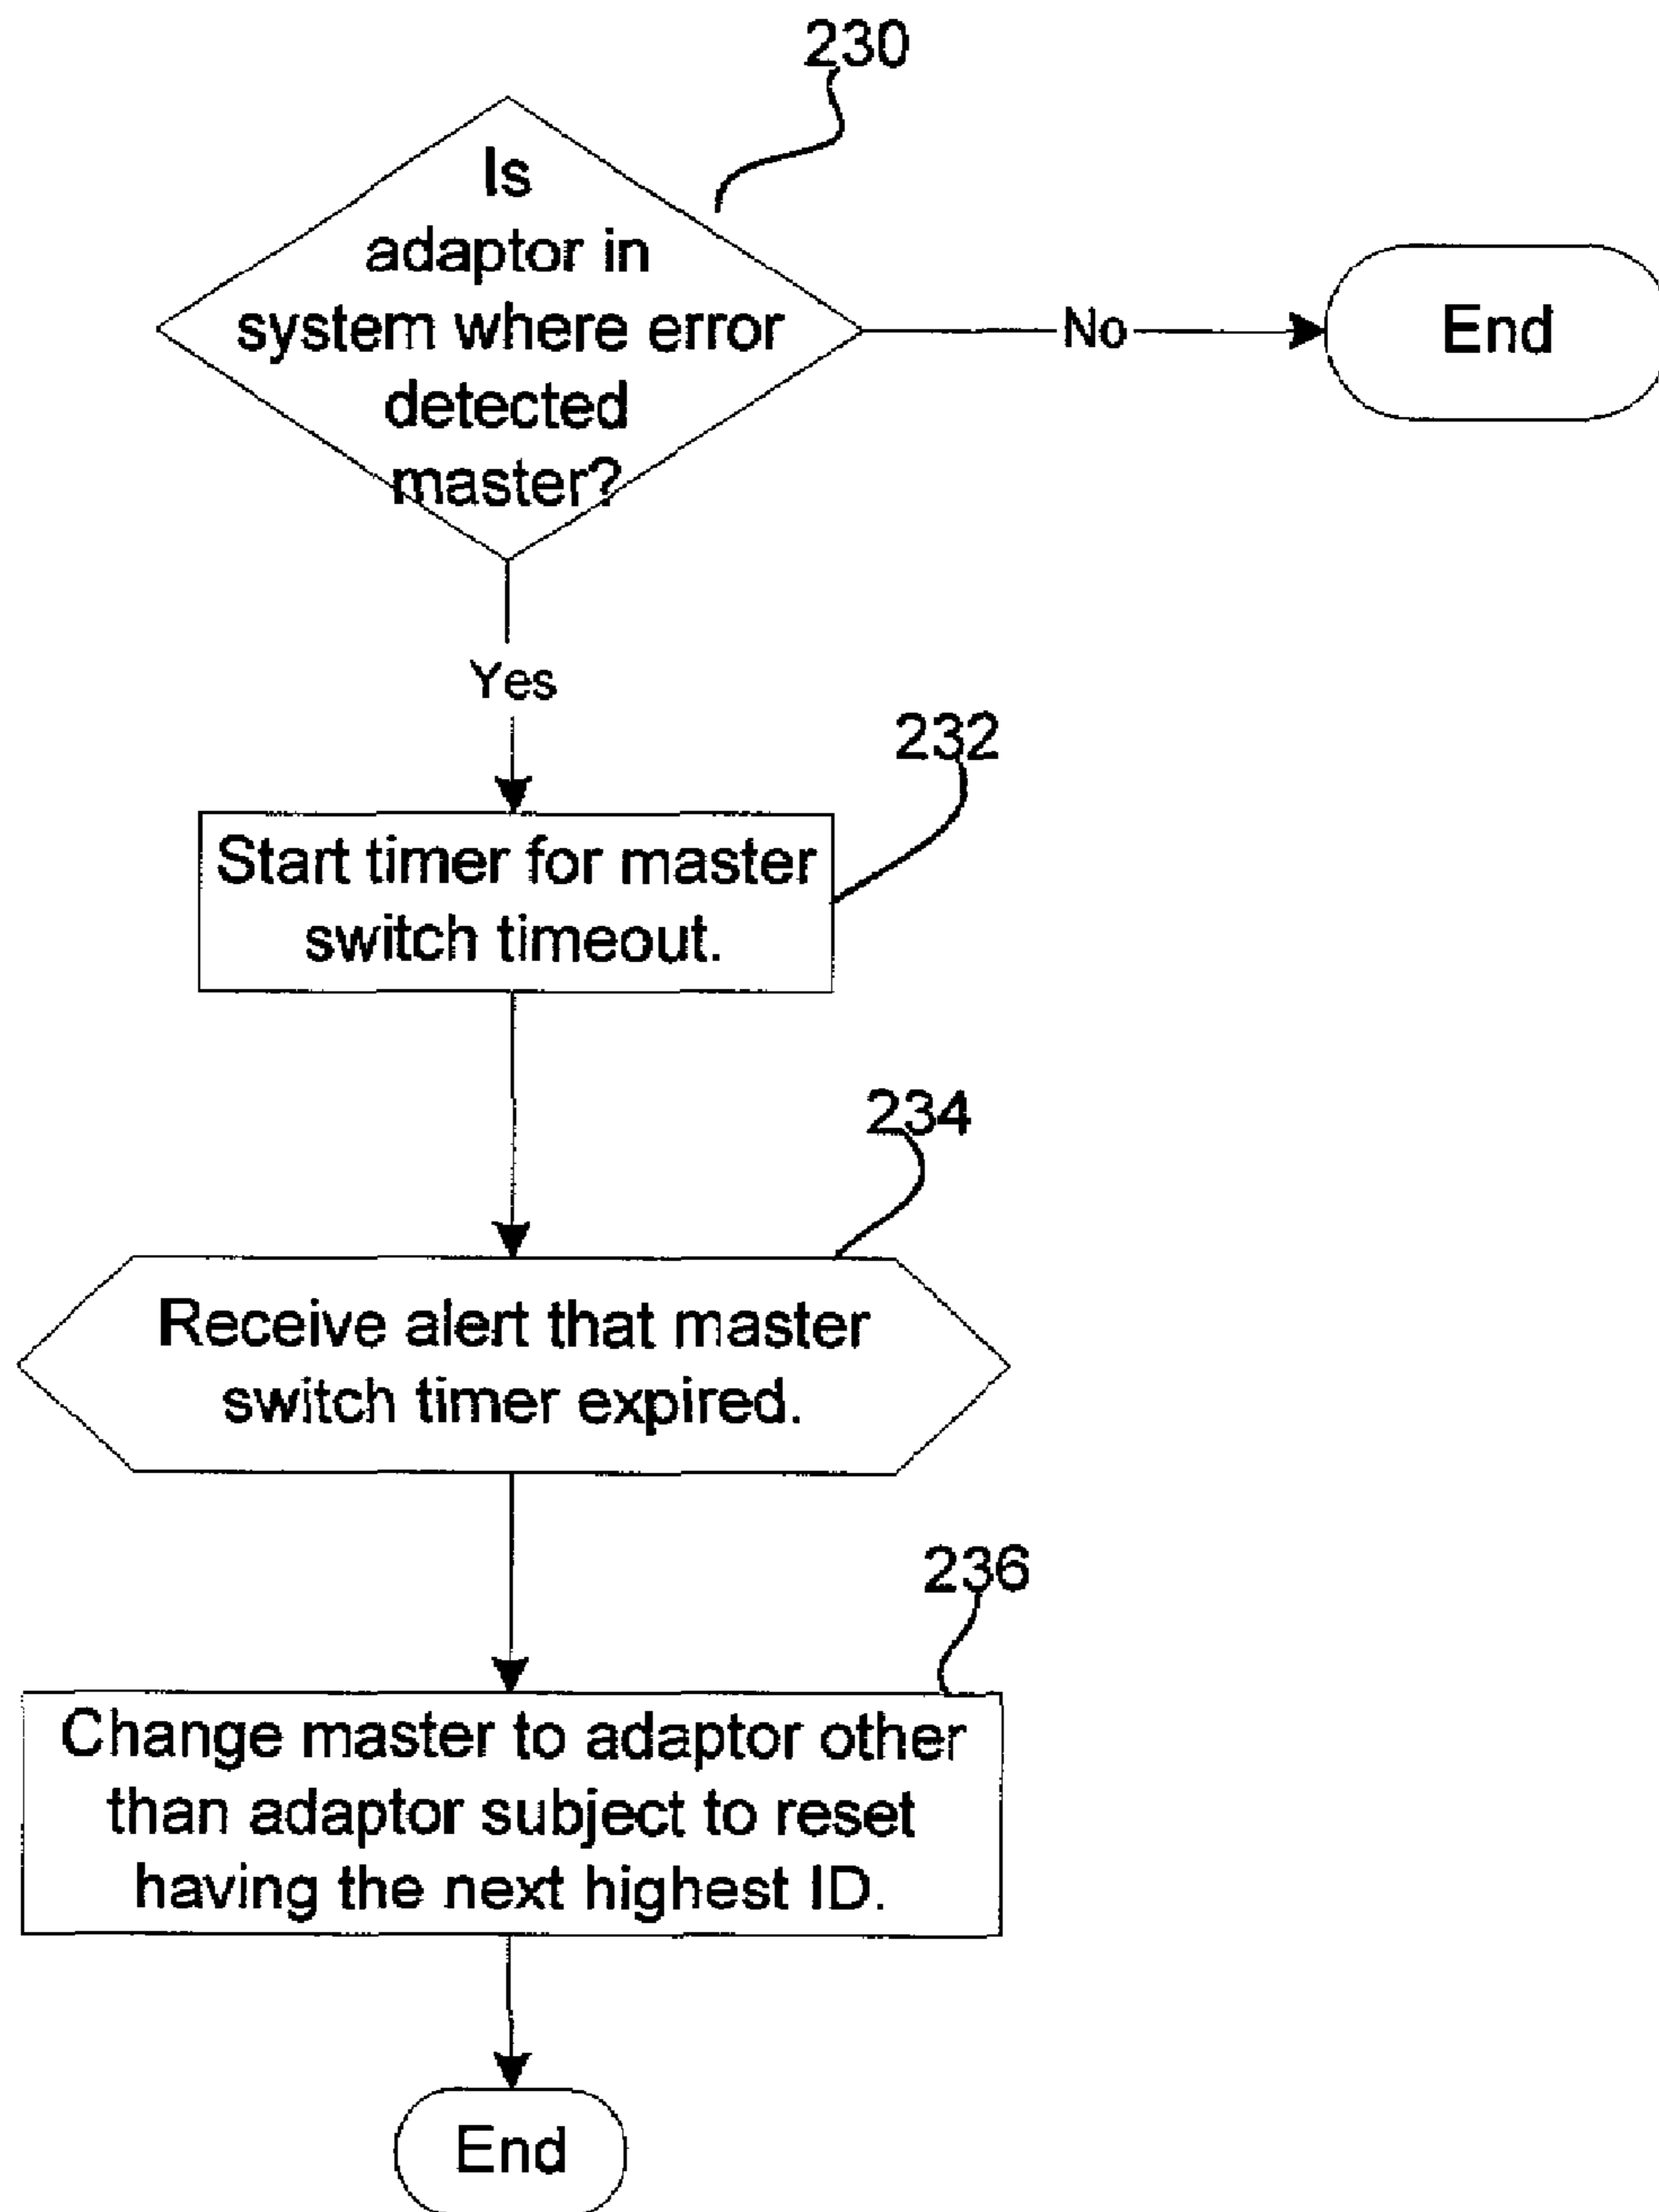 230
Is
adaptor in
system where error
detected
master?
No
End
Yes
232
Start timer for master
switch timeout.
234
Receive alert that master
switch timer expired.
236
Change master to adaptor other
than adaptor subject to reset
having the next highest ID.
End